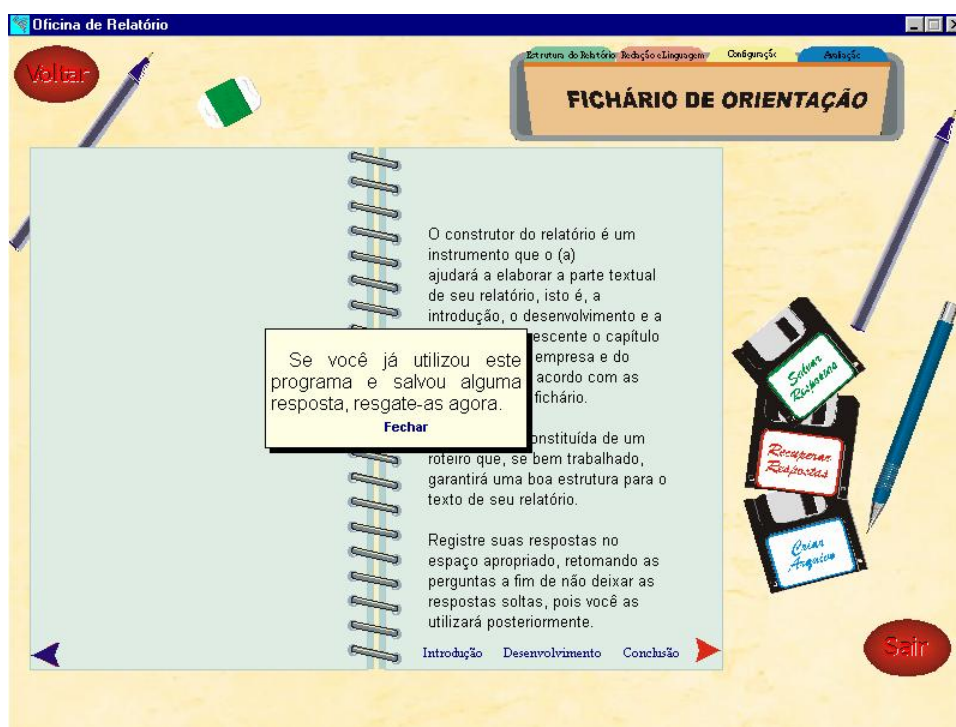 Oficina de Relatório
Voltar
Estrutura do Relatório Redação e Linguagem Configuração Avaliação
FICHÁRIO DE ORIENTAÇÃO
O construtor do relatório é um
instrumento que o (a)
ajudará a elaborar a parte textual
de seu relatório, isto é, a
introdução, o desenvolvimento e a
escente o capítulo
empresa e do
acordo com as
fichário.
nstituída de um
roteiro que, se bem trabalhado,
garantirá uma boa estrutura para o
texto de seu relatório.
Registre suas respostas no
espaço apropriado, retomando as
perguntas a fim de não deixar as
respostas soltas, pois você as
utilizará posteriormente.
Se você já utilizou este
programa e salvou alguma
resposta, resgate-as agora.
Fechar
Introdução Desenvolvimento Conclusão
Salvar
Respostas
Recuperar
Respostas
Criar
Arquivo
Sair